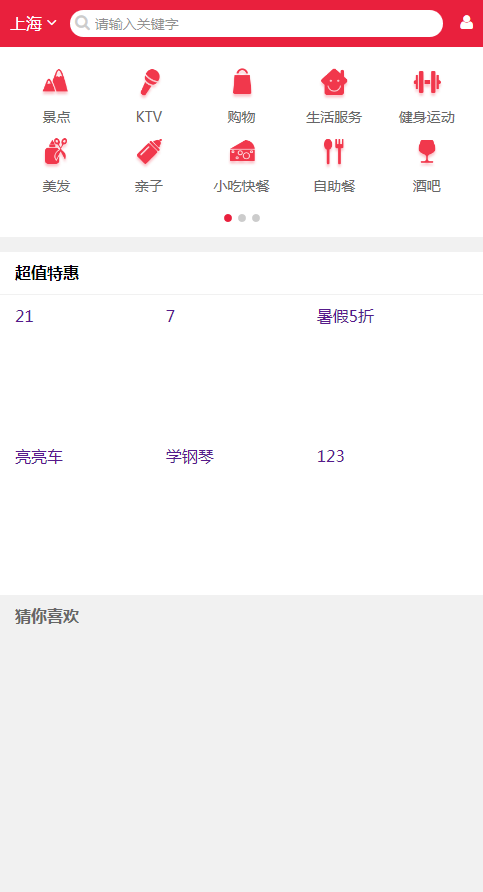 上海
请输入关键字
景点 KTV 购物 生活服务 健身运动
美发 亲子 小吃快餐 自助餐 酒吧
超值特惠
21 7 暑假5折
亮亮车 学钢琴 123
猜你喜欢